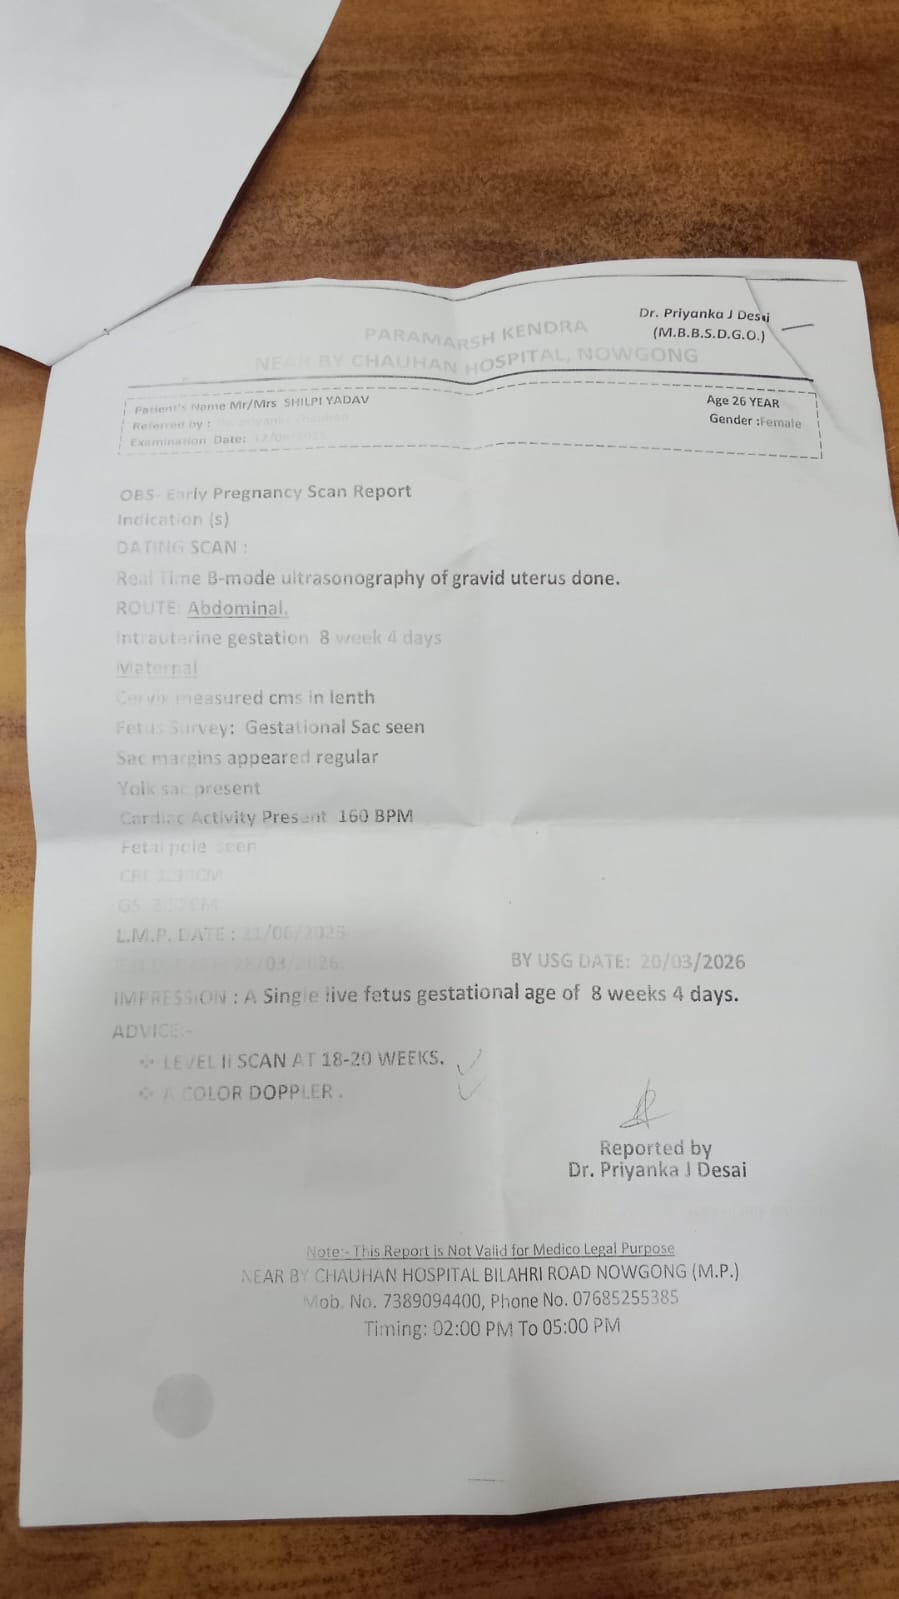 Dr. Priyanka J Desai
(M.B.B.S.D.G.O.)
PARAMARSH KENDRA
NEAR BY CHAUHAN HOSPITAL, NOWGONG
Patient's Name Mr/Mrs SHILPI YADAV
Age 26 YEAR
Referred by :
Gender :Female
Examination Date:
OBS- Early Pregnancy Scan Report
Indication (s)
DATING SCAN :
Real Time B-mode ultrasonography of gravid uterus done.
ROUTE: Abdominal.
Intrauterine gestation 8 week 4 days
Maternal
Cervix measured cms in lenth
Fetus Survey: Gestational Sac seen
Sac margins appeared regular
Yolk sac present
Cardiac Activity Present 160 BPM
Fetal pole seen
CRL
GS
L.M.P. DATE : 21/06/2025
BY USG DATE: 20/03/2026
IMPRESSION : A Single live fetus gestational age of 8 weeks 4 days.
ADVICE:-
LEVEL II SCAN AT 18-20 WEEKS.
A COLOR DOPPLER .
Reported by
Dr. Priyanka J Desai
Note:- This Report is Not Valid for Medico Legal Purpose
NEAR BY CHAUHAN HOSPITAL BILAHRI ROAD NOWGONG (M.P.)
Mob. No. 7389094400, Phone No. 07685255385
Timing: 02:00 PM To 05:00 PM